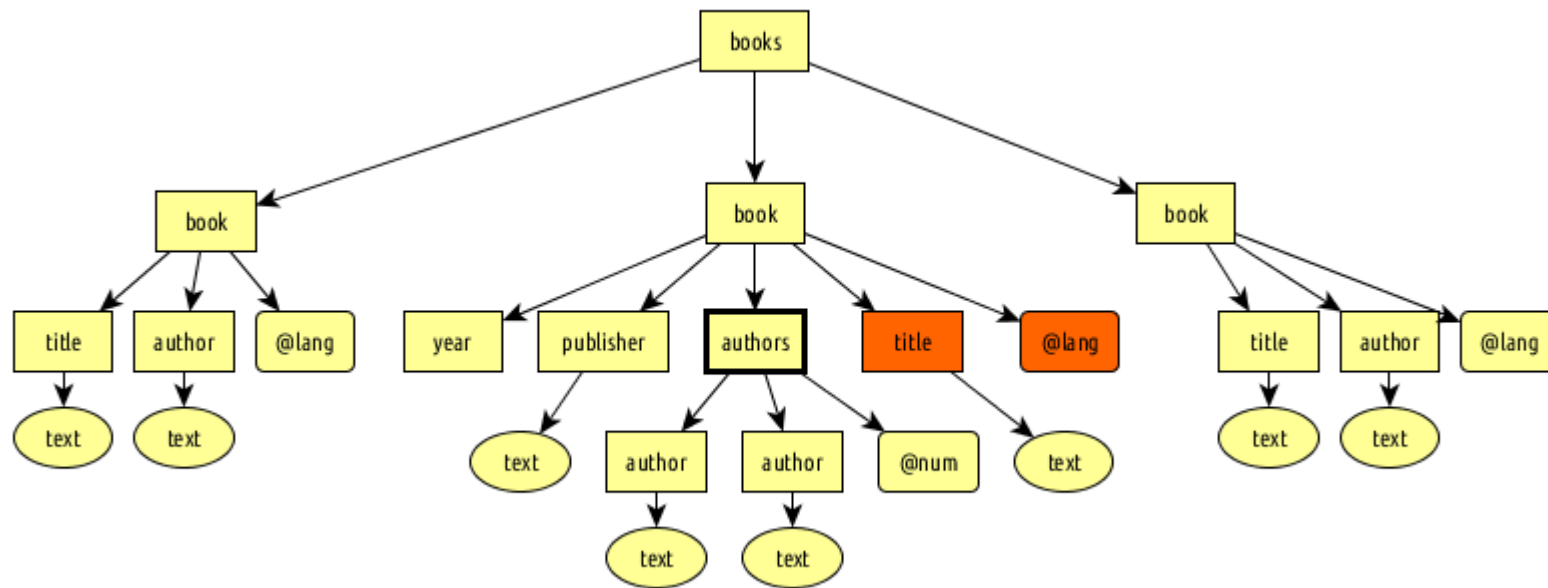 books
book
book
book
title
author
@lang
year
publisher
authors
title
@lang
title
author
@lang
text
text
text
author
author
@num
text
text
text
text
text